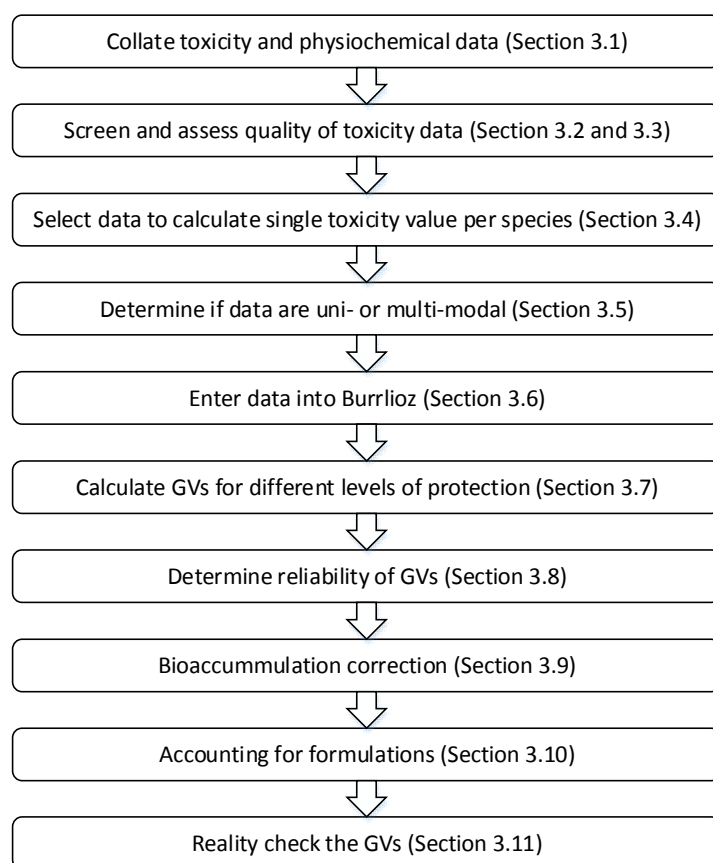 Collate toxicity and physiochemical data (Section 3.1)
Screen and assess quality of toxicity data (Section 3.2 and 3.3)
Select data to calculate single toxicity value per species (Section 3.4)
Determine if data are uni- or multi-modal (Section 3.5)
Enter data into Burrlioz (Section 3.6)
Calculate GVs for different levels of protection (Section 3.7)
Determine reliability of GVs (Section 3.8)
Bioaccummulation correction (Section 3.9)
Accounting for formulations (Section 3.10)
Reality check the GVs (Section 3.11)